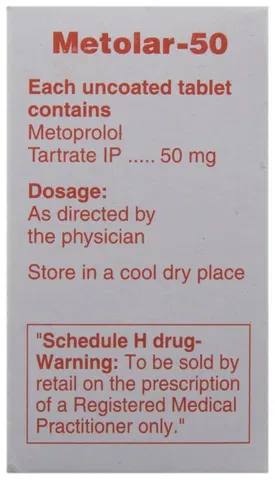 Metolar-50
Each uncoated tablet
contains
Metoprolol
Tartrate IP ..... 50 mg
Dosage:
As directed by
the physician
Store in a cool dry place
"Schedule H drug-
Warning: To be sold by
retail on the prescription
of a Registered Medical
Practitioner only."